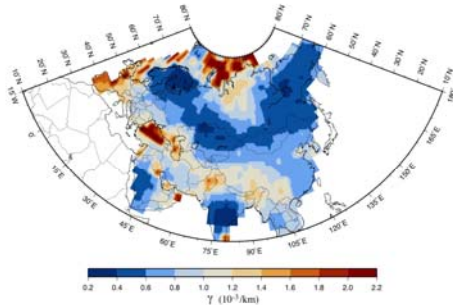 80°N
80°N
70°N
70°N
60°N
60°N
50°N
50°N
40°N
40°N
30°N
30°N
20°N
20°N
10°N
10°N
15°W
0°
165°E
15°E
150°E
30°E
135°E
45°E
120°E
60°E
75°E
90°E
105°E
0.2 0.4 0.6 0.8 1.0 1.2 1.4 1.6 1.8 2.0 2.2
γ (10⁻³/km)